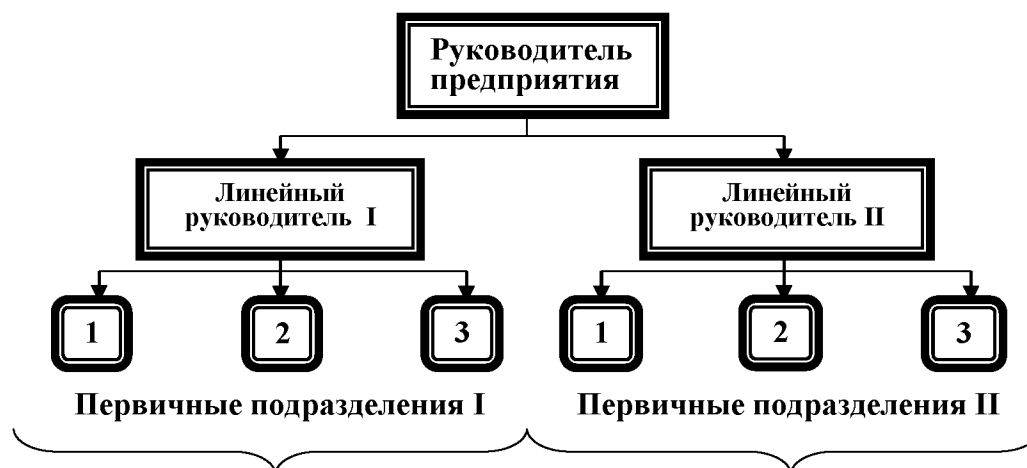 Руководитель
предприятия
Линейный
руководитель I
Линейный
руководитель II
1
2
3
1
2
3
Первичные подразделения I
Первичные подразделения II